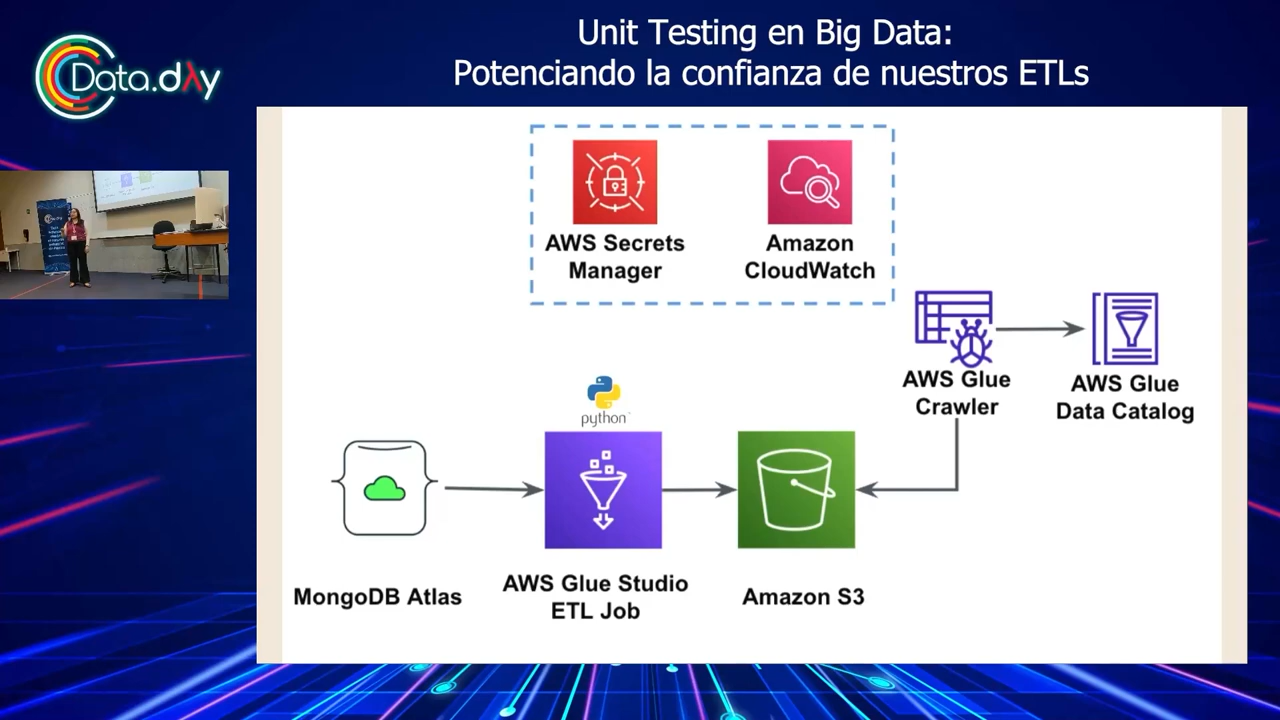 Unit Testing en Big Data:
Potenciando la confianza de nuestros ETLs
Data.dλy
AWS Secrets
Manager
Amazon
CloudWatch
AWS Glue
Crawler
AWS Glue
Data Catalog
python
MongoDB Atlas
AWS Glue Studio
ETL Job
Amazon S3